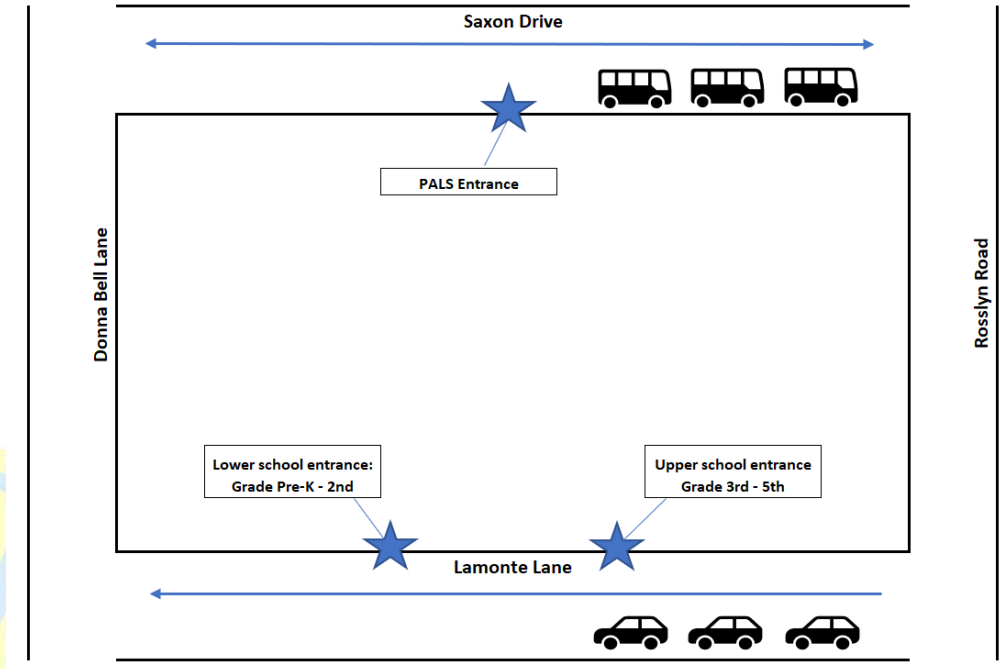 Saxon Drive
PALS Entrance
Donna Bell Lane
Rosslyn Road
Lower school entrance:
Grade Pre-K - 2nd
Upper school entrance
Grade 3rd - 5th
Lamonte Lane